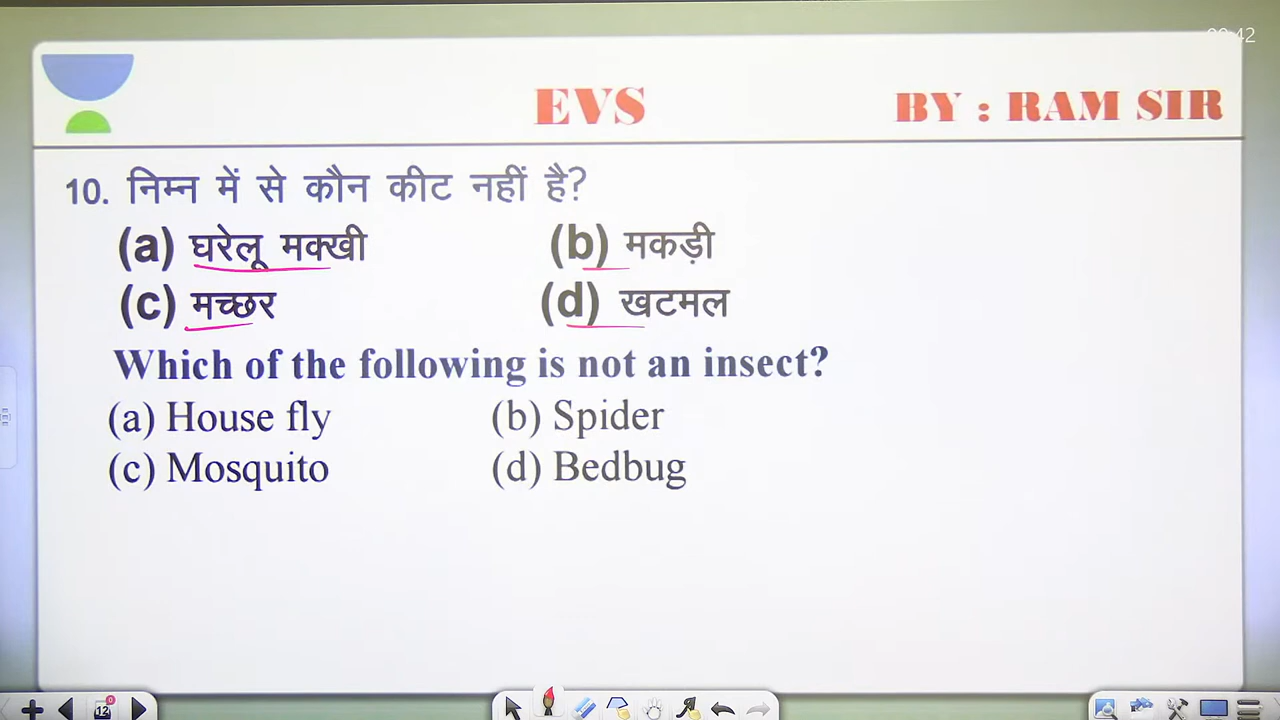 EVS BY : RAM SIR
10. निम्न में से कौन कीट नहीं है?
(a) घरेलू मक्खी (b) मकड़ी
(c) मच्छर (d) खटमल
Which of the following is not an insect?
(a) House fly (b) Spider
(c) Mosquito (d) Bedbug